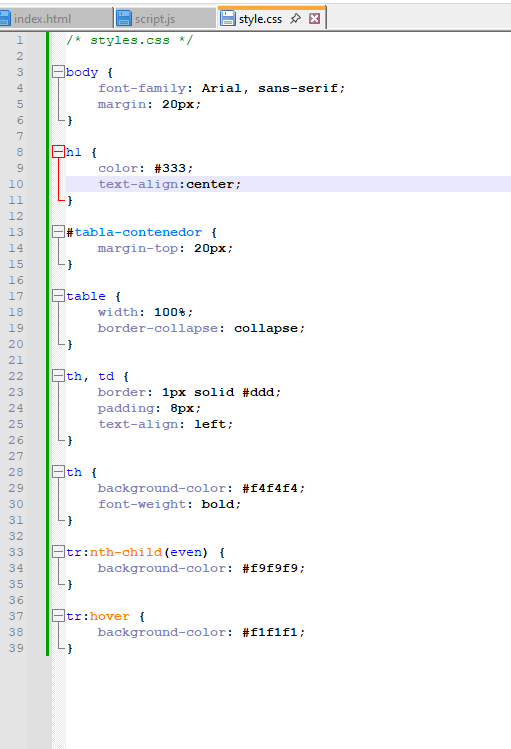 index.html script.js style.css
1 /* styles.css */
2
3 body {
4 font-family: Arial, sans-serif;
5 margin: 20px;
6 }
7
8 h1 {
9 color: #333;
10 text-align:center;
11 }
12
13 #tabla-contenedor {
14 margin-top: 20px;
15 }
16
17 table {
18 width: 100%;
19 border-collapse: collapse;
20 }
21
22 th, td {
23 border: 1px solid #ddd;
24 padding: 8px;
25 text-align: left;
26 }
27
28 th {
29 background-color: #f4f4f4;
30 font-weight: bold;
31 }
32
33 tr:nth-child(even) {
34 background-color: #f9f9f9;
35 }
36
37 tr:hover {
38 background-color: #f1f1f1;
39 }